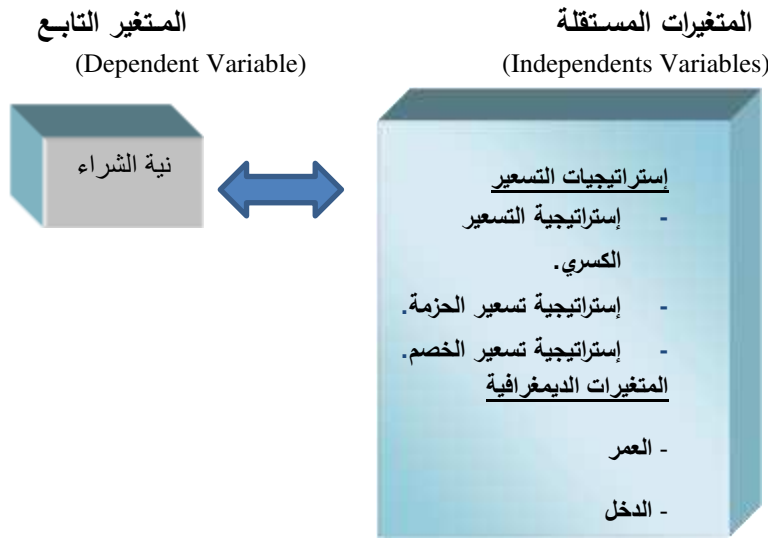 المتغيرات المستقلة
(Independents Variables)
إستراتيجيات التسعير
- إستراتيجية التسعير
الكسري.
- إستراتيجية تسعير الحزمة.
- إستراتيجية تسعير الخصم.
المتغيرات الديمغرافية
- العمر
- الدخل
المتغير التابع
(Dependent Variable)
نية الشراء